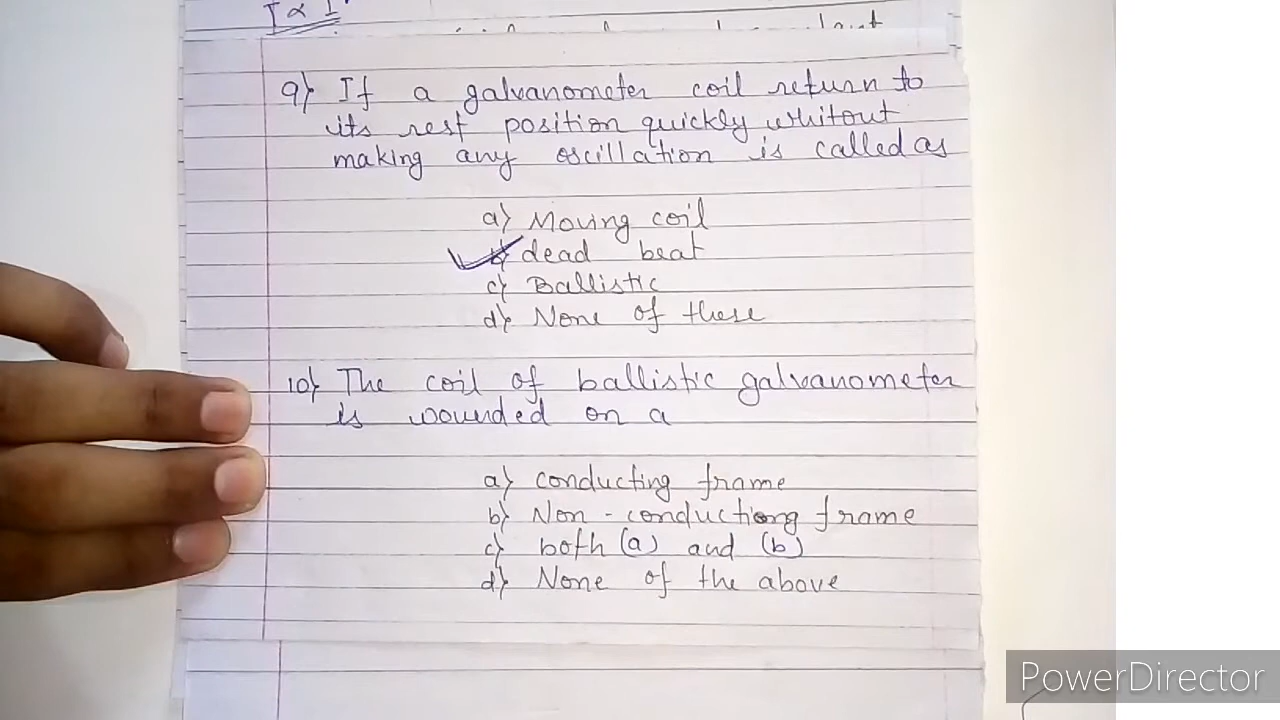 I ∝ I
9) If a galvanometer coil return to
its rest position quickly whitout
making any oscillation is called as
a) Moving coil
b) dead beat
c) Ballistic
d) None of these
10) The coil of ballistic galvanometer
is wounded on a
a) conducting frame
b) Non-conductiong frame
c) both (a) and (b)
d) None of the above
PowerDirector